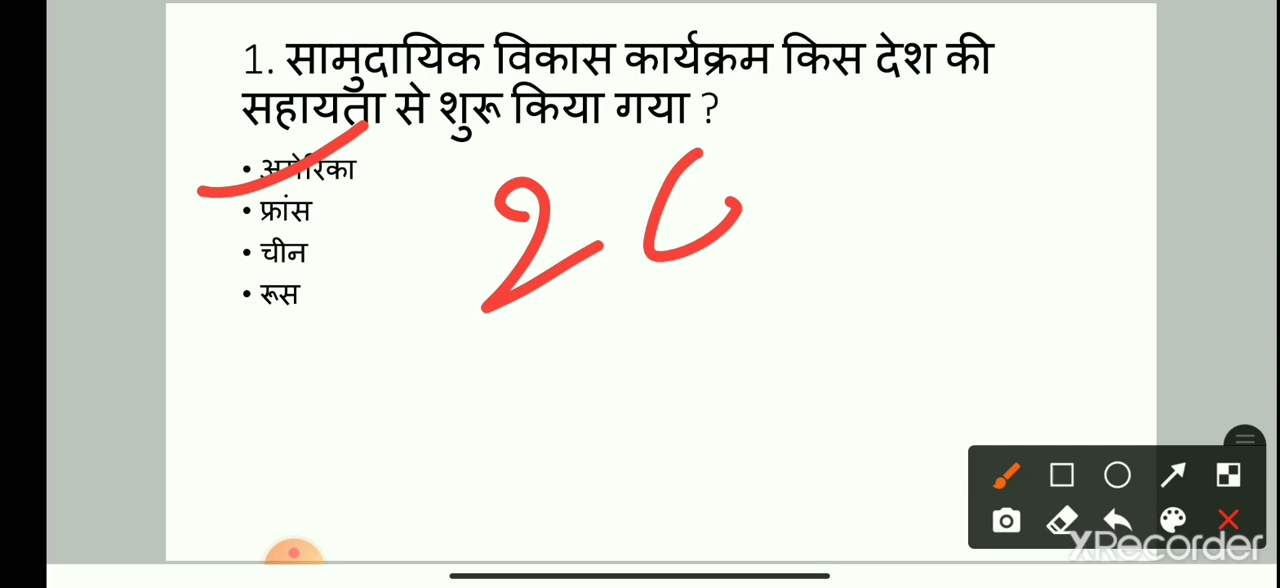 1. सामुदायिक विकास कार्यक्रम किस देश की
सहायता से शुरू किया गया ?
• अमेरिका
• फ्रांस
• चीन
• रूस
XRecorder